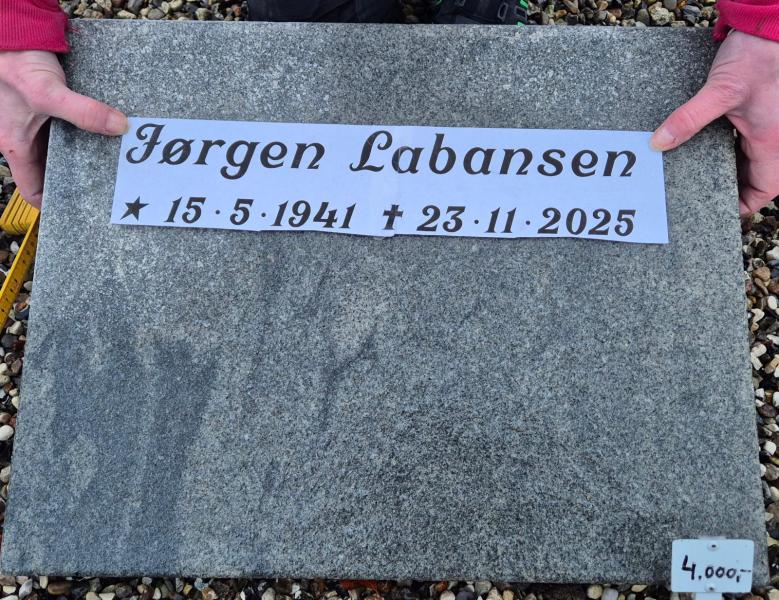 Jørgen Labansen
★ 15·5·1941 ✝ 23·11·2025
4.000,-